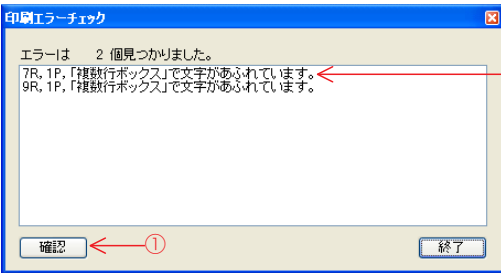 印刷エラーチェック
エラーは 2 個見つかりました。
7R, 1P, 「複数行ボックス」で文字があふれています。
9R, 1P, 「複数行ボックス」で文字があふれています。
確認
①
終了